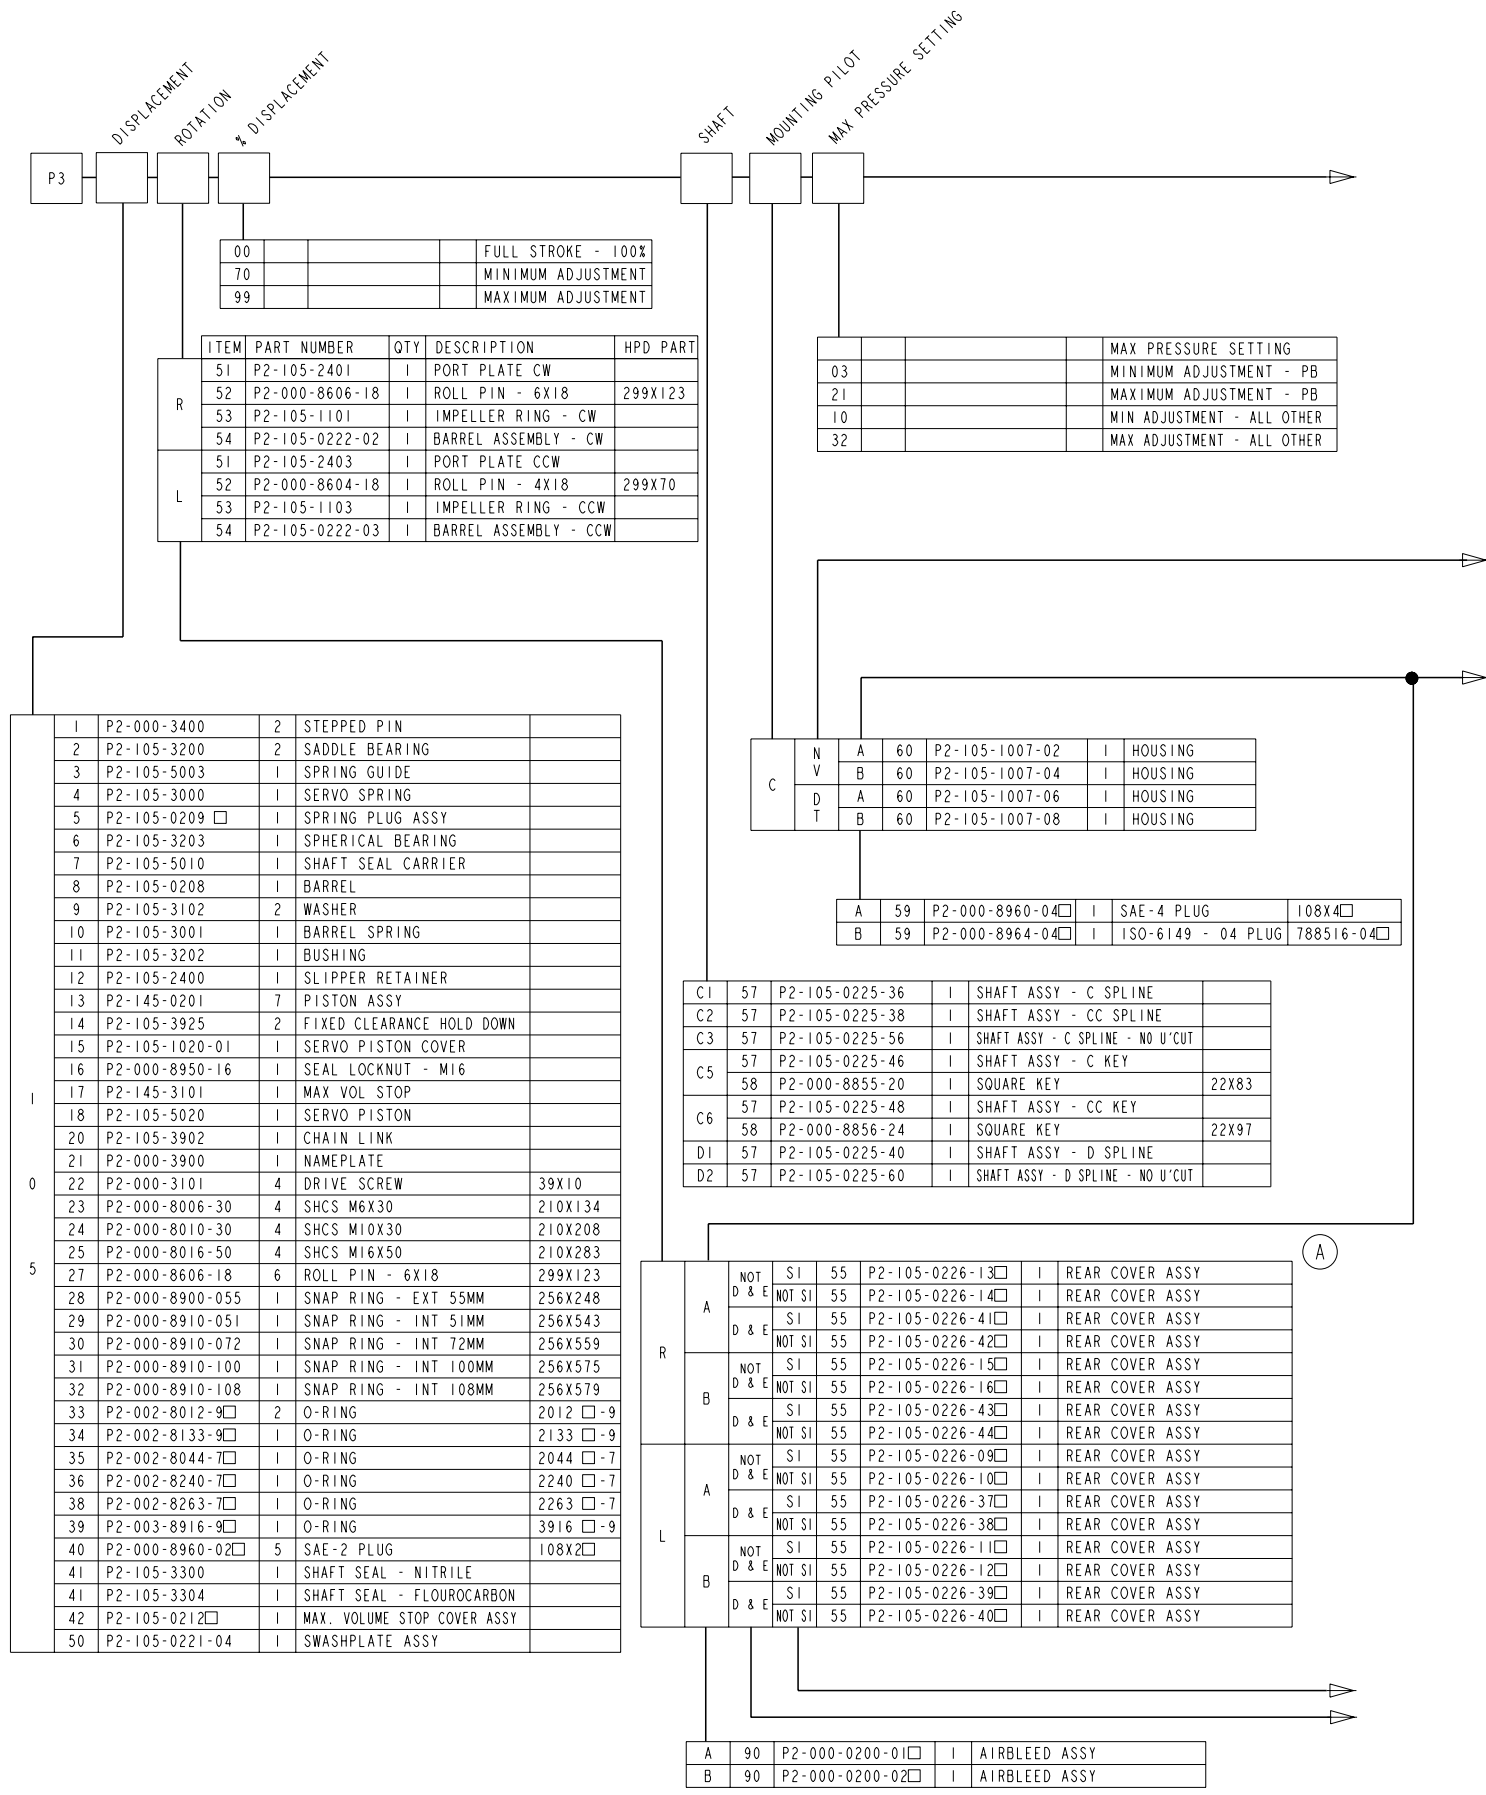 DISPLACEMENT
ROTATION
% DISPLACEMENT
SHAFT
MOUNTING PILOT
MAX PRESSURE SETTING
P3
00 FULL STROKE - 100%
70 MINIMUM ADJUSTMENT
99 MAXIMUM ADJUSTMENT
ITEM PART NUMBER QTY DESCRIPTION HPD PART
R
51 P2-105-2401 1 PORT PLATE CW
52 P2-000-8606-18 1 ROLL PIN - 6X18 299X123
53 P2-105-1101 1 IMPELLER RING - CW
54 P2-105-0222-02 1 BARREL ASSEMBLY - CW
L
51 P2-105-2403 1 PORT PLATE CCW
52 P2-000-8604-18 1 ROLL PIN - 4X18 299X70
53 P2-105-1103 1 IMPELLER RING - CCW
54 P2-105-0222-03 1 BARREL ASSEMBLY - CCW
MAX PRESSURE SETTING
03 MINIMUM ADJUSTMENT - PB
21 MAXIMUM ADJUSTMENT - PB
10 MIN ADJUSTMENT - ALL OTHER
32 MAX ADJUSTMENT - ALL OTHER
105
1 P2-000-3400 2 STEPPED PIN
2 P2-105-3200 2 SADDLE BEARING
3 P2-105-5003 1 SPRING GUIDE
4 P2-105-3000 1 SERVO SPRING
5 P2-105-0209 □ 1 SPRING PLUG ASSY
6 P2-105-3203 1 SPHERICAL BEARING
7 P2-105-5010 1 SHAFT SEAL CARRIER
8 P2-105-0208 1 BARREL
9 P2-105-3102 2 WASHER
10 P2-105-3001 1 BARREL SPRING
11 P2-105-3202 1 BUSHING
12 P2-105-2400 1 SLIPPER RETAINER
13 P2-145-0201 7 PISTON ASSY
14 P2-105-3925 2 FIXED CLEARANCE HOLD DOWN
15 P2-105-1020-01 1 SERVO PISTON COVER
16 P2-000-8950-16 1 SEAL LOCKNUT - M16
17 P2-145-3101 1 MAX VOL STOP
18 P2-105-5020 1 SERVO PISTON
20 P2-105-3902 1 CHAIN LINK
21 P2-000-3900 1 NAMEPLATE
22 P2-000-3101 4 DRIVE SCREW 39X10
23 P2-000-8006-30 4 SHCS M6X30 210X134
24 P2-000-8010-30 4 SHCS M10X30 210X208
25 P2-000-8016-50 4 SHCS M16X50 210X283
27 P2-000-8606-18 6 ROLL PIN - 6X18 299X123
28 P2-000-8900-055 1 SNAP RING - EXT 55MM 256X248
29 P2-000-8910-051 1 SNAP RING - INT 51MM 256X543
30 P2-000-8910-072 1 SNAP RING - INT 72MM 256X559
31 P2-000-8910-100 1 SNAP RING - INT 100MM 256X575
32 P2-000-8910-108 1 SNAP RING - INT 108MM 256X579
33 P2-002-8012-9□ 2 O-RING 2012 □-9
34 P2-002-8133-9□ 1 O-RING 2133 □-9
35 P2-002-8044-7□ 1 O-RING 2044 □-7
36 P2-002-8240-7□ 1 O-RING 2240 □-7
38 P2-002-8263-7□ 1 O-RING 2263 □-7
39 P2-003-8916-9□ 1 O-RING 3916 □-9
40 P2-000-8960-02□ 5 SAE-2 PLUG 108X2□
41 P2-105-3300 1 SHAFT SEAL - NITRILE
41 P2-105-3304 1 SHAFT SEAL - FLOUROCARBON
42 P2-105-0212□ 1 MAX. VOLUME STOP COVER ASSY
50 P2-105-0221-04 1 SWASHPLATE ASSY
C
NV
A 60 P2-105-1007-02 1 HOUSING
B 60 P2-105-1007-04 1 HOUSING
DT
A 60 P2-105-1007-06 1 HOUSING
B 60 P2-105-1007-08 1 HOUSING
A 59 P2-000-8960-04□ 1 SAE-4 PLUG 108X4□
B 59 P2-000-8964-04□ 1 ISO-6149 - 04 PLUG 788516-04□
C1 57 P2-105-0225-36 1 SHAFT ASSY - C SPLINE
C2 57 P2-105-0225-38 1 SHAFT ASSY - CC SPLINE
C3 57 P2-105-0225-56 1 SHAFT ASSY - C SPLINE - NO U'CUT
C5 57 P2-105-0225-46 1 SHAFT ASSY - C KEY
58 P2-000-8855-20 1 SQUARE KEY 22X83
C6 57 P2-105-0225-48 1 SHAFT ASSY - CC KEY
58 P2-000-8856-24 1 SQUARE KEY 22X97
D1 57 P2-105-0225-40 1 SHAFT ASSY - D SPLINE
D2 57 P2-105-0225-60 1 SHAFT ASSY - D SPLINE - NO U'CUT
A
R
A
NOT D & E
SI 55 P2-105-0226-13□ 1 REAR COVER ASSY
NOT SI 55 P2-105-0226-14□ 1 REAR COVER ASSY
D & E
SI 55 P2-105-0226-41□ 1 REAR COVER ASSY
NOT SI 55 P2-105-0226-42□ 1 REAR COVER ASSY
B
NOT D & E
SI 55 P2-105-0226-15□ 1 REAR COVER ASSY
NOT SI 55 P2-105-0226-16□ 1 REAR COVER ASSY
D & E
SI 55 P2-105-0226-43□ 1 REAR COVER ASSY
NOT SI 55 P2-105-0226-44□ 1 REAR COVER ASSY
L
A
NOT D & E
SI 55 P2-105-0226-09□ 1 REAR COVER ASSY
NOT SI 55 P2-105-0226-10□ 1 REAR COVER ASSY
D & E
SI 55 P2-105-0226-37□ 1 REAR COVER ASSY
NOT SI 55 P2-105-0226-38□ 1 REAR COVER ASSY
B
NOT D & E
SI 55 P2-105-0226-11□ 1 REAR COVER ASSY
NOT SI 55 P2-105-0226-12□ 1 REAR COVER ASSY
D & E
SI 55 P2-105-0226-39□ 1 REAR COVER ASSY
NOT SI 55 P2-105-0226-40□ 1 REAR COVER ASSY
A 90 P2-000-0200-01□ 1 AIRBLEED ASSY
B 90 P2-000-0200-02□ 1 AIRBLEED ASSY